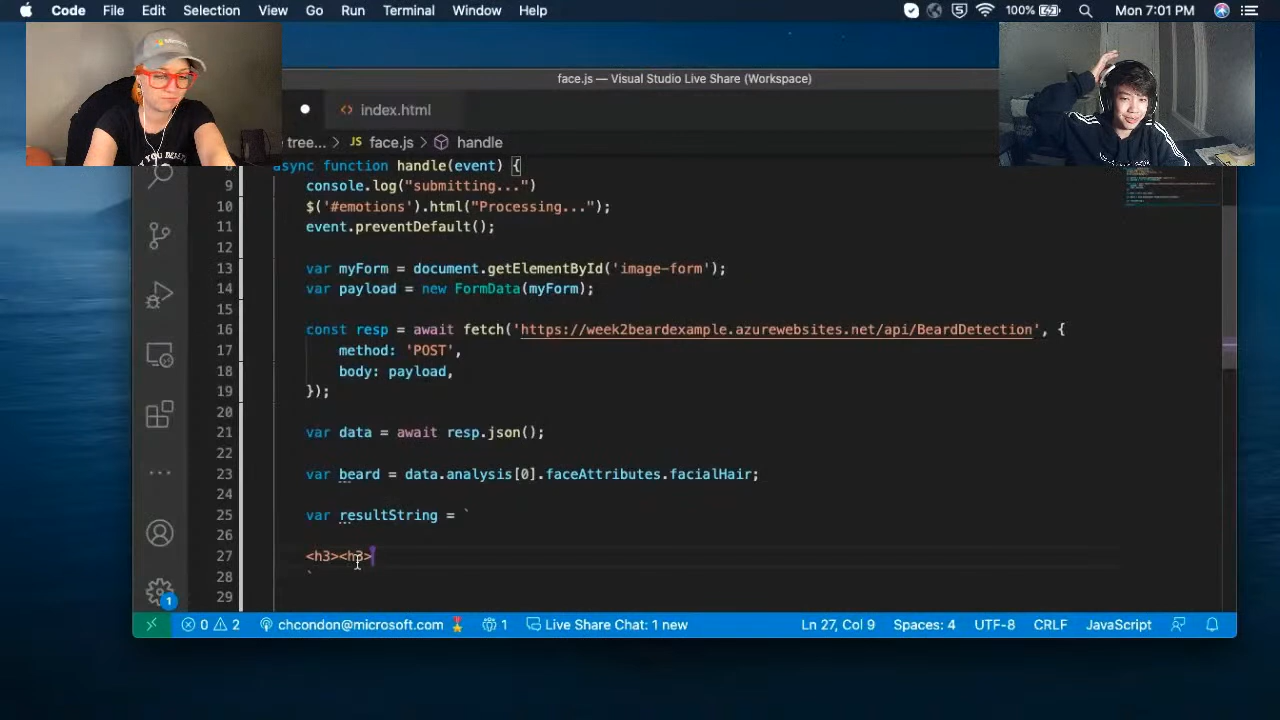 Code File Edit Selection View Go Run Terminal Window Help 100% Mon 7:01 PM
face.js — Visual Studio Live Share (Workspace)
index.html
tree... JS face.js handle
async function handle(event) {
9 console.log("submitting...")
10 $('#emotions').html("Processing...");
11 event.preventDefault();
12
13 var myForm = document.getElementById('image-form');
14 var payload = new FormData(myForm);
15
16 const resp = await fetch('https://week2beardexample.azurewebsites.net/api/BeardDetection', {
17 method: 'POST',
18 body: payload,
19 });
20
21 var data = await resp.json();
22
23 var beard = data.analysis[0].faceAttributes.facialHair;
24
25 var resultString = `
26
27 <h3><h3>
28 `
29
1
0 2 chcondon@microsoft.com 1 Live Share Chat: 1 new Ln 27, Col 9 Spaces: 4 UTF-8 CRLF JavaScript